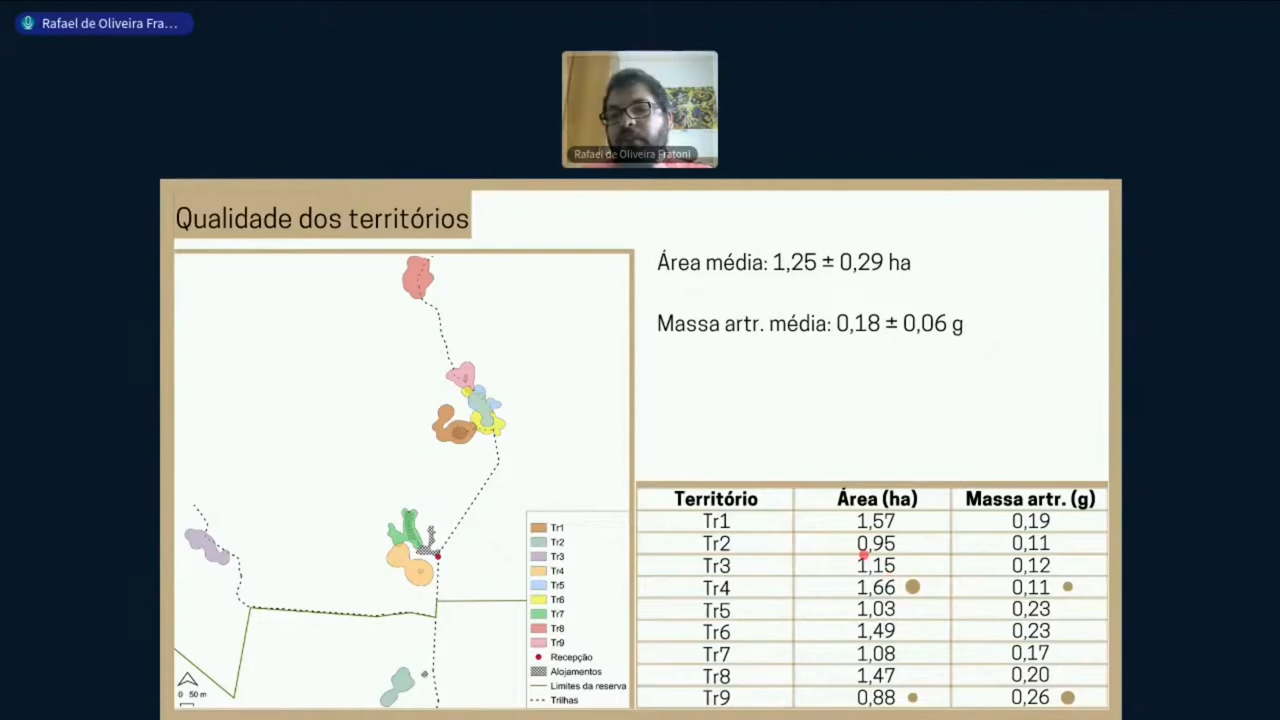 Rafael de Oliveira Fra...
Rafael de Oliveira Fratoni
Qualidade dos territórios
Área média: 1,25 ± 0,29 ha
Massa artr. média: 0,18 ± 0,06 g
Tr1
Tr2
Tr3
Tr4
Tr5
Tr6
Tr7
Tr8
Tr9
Recepção
Alojamentos
Limites da reserva
Trilhas
0 50 m
Território Área (ha) Massa artr. (g)
Tr1 1,57 0,19
Tr2 0,95 0,11
Tr3 1,15 0,12
Tr4 1,66 0,11
Tr5 1,03 0,23
Tr6 1,49 0,23
Tr7 1,08 0,17
Tr8 1,47 0,20
Tr9 0,88 0,26